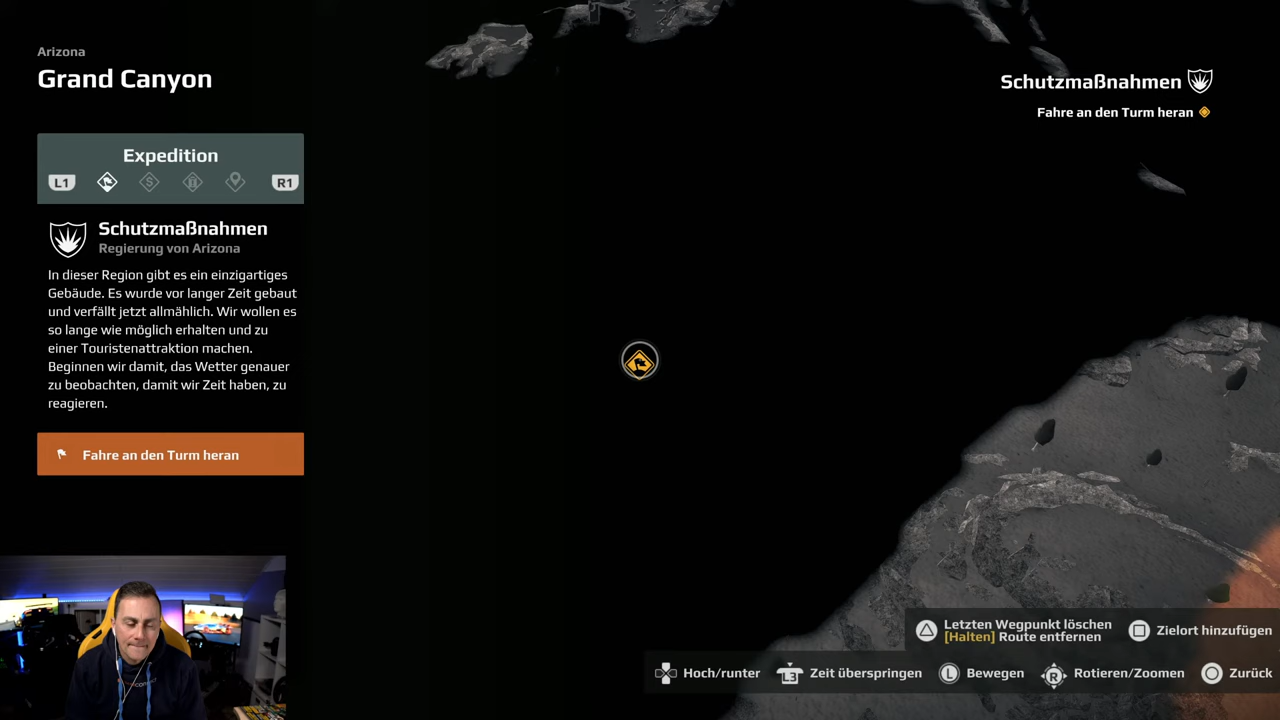 Arizona
Grand Canyon
Schutzmaßnahmen
Fahre an den Turm heran
Expedition
L1
R1
Schutzmaßnahmen
Regierung von Arizona
In dieser Region gibt es ein einzigartiges
Gebäude. Es wurde vor langer Zeit gebaut
und verfällt jetzt allmählich. Wir wollen es
so lange wie möglich erhalten und zu
einer Touristenattraktion machen.
Beginnen wir damit, das Wetter genauer
zu beobachten, damit wir Zeit haben, zu
reagieren.
Fahre an den Turm heran
Letzten Wegpunkt löschen
[Halten] Route entfernen
Zielort hinzufügen
Hoch/runter
L3 Zeit überspringen
L Bewegen
R Rotieren/Zoomen
Zurück